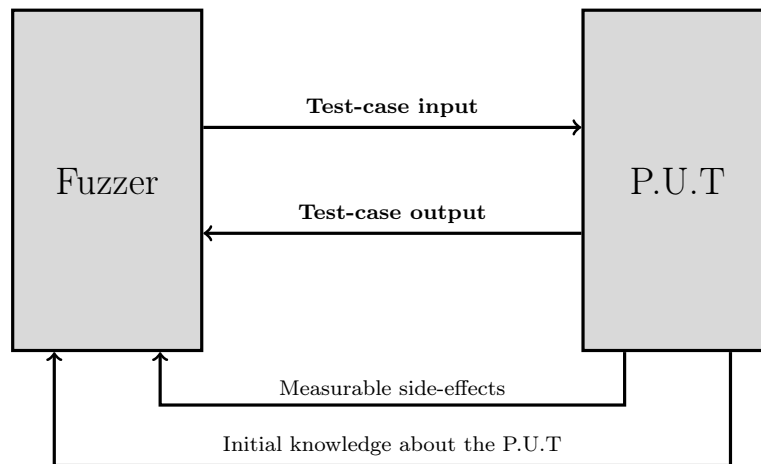 Test-case input
Fuzzer
P.U.T
Test-case output
Measurable side-effects
Initial knowledge about the P.U.T